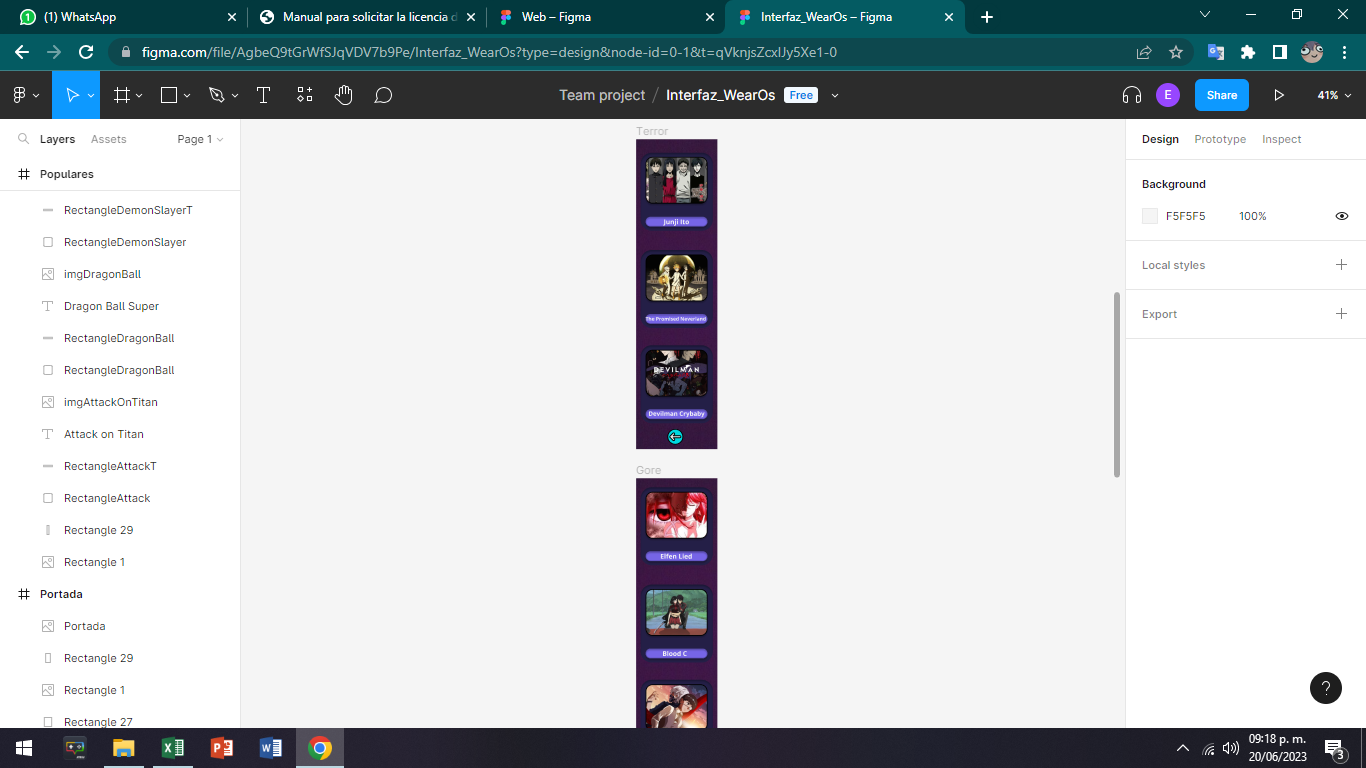 (1) WhatsApp
Manual para solicitar la licencia d
Web – Figma
Interfaz_WearOs – Figma
figma.com/file/AgbeQ9tGrWfSJqVDV7b9Pe/Interfaz_WearOs?type=design&node-id=0-1&t=qVknjsZcxlJy5Xe1-0
Team project / Interfaz_WearOs Free
E
Share
41%
Layers Assets Page 1
Populares
RectangleDemonSlayerT
RectangleDemonSlayer
imgDragonBall
Dragon Ball Super
RectangleDragonBall
RectangleDragonBall
imgAttackOnTitan
Attack on Titan
RectangleAttackT
RectangleAttack
Rectangle 29
Rectangle 1
Portada
Portada
Rectangle 29
Rectangle 1
Rectangle 27
Terror
Junji Ito
The Promised Neverland
DEVILMAN
Devilman Crybaby
Gore
Elfen Lied
Blood C
Design Prototype Inspect
Background
F5F5F5 100%
Local styles
Export
?
09:18 p. m.
20/06/2023
3